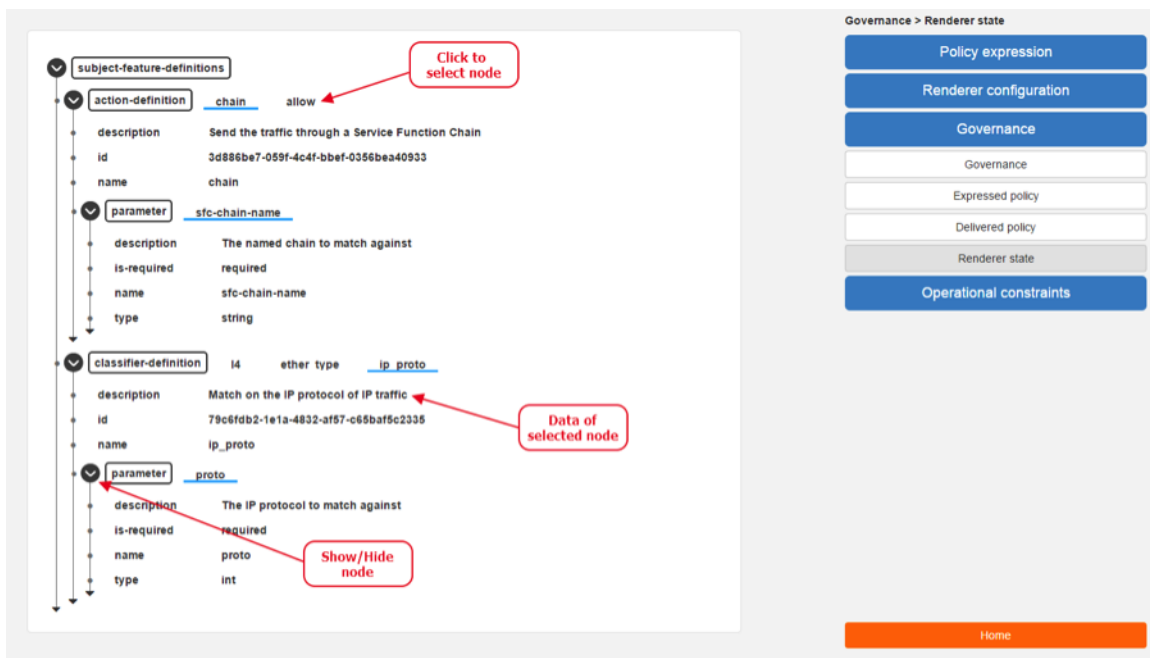 Governance > Renderer state
Click to
select node
subject-feature-definitions
action-definition chain allow
description Send the traffic through a Service Function Chain
id 3d886be7-059f-4c4f-bbef-0356bea40933
name chain
parameter sfc-chain-name
description The named chain to match against
is-required required
name sfc-chain-name
type string
classifier-definition l4 ether_type ip_proto
description Match on the IP protocol of IP traffic
id 79c6fdb2-1e1a-4832-af57-c65baf5c2335
name ip_proto
Data of
selected node
parameter proto
description The IP protocol to match against
is-required required
name proto
type int
Show/Hide
node
Policy expression
Renderer configuration
Governance
Governance
Expressed policy
Delivered policy
Renderer state
Operational constraints
Home